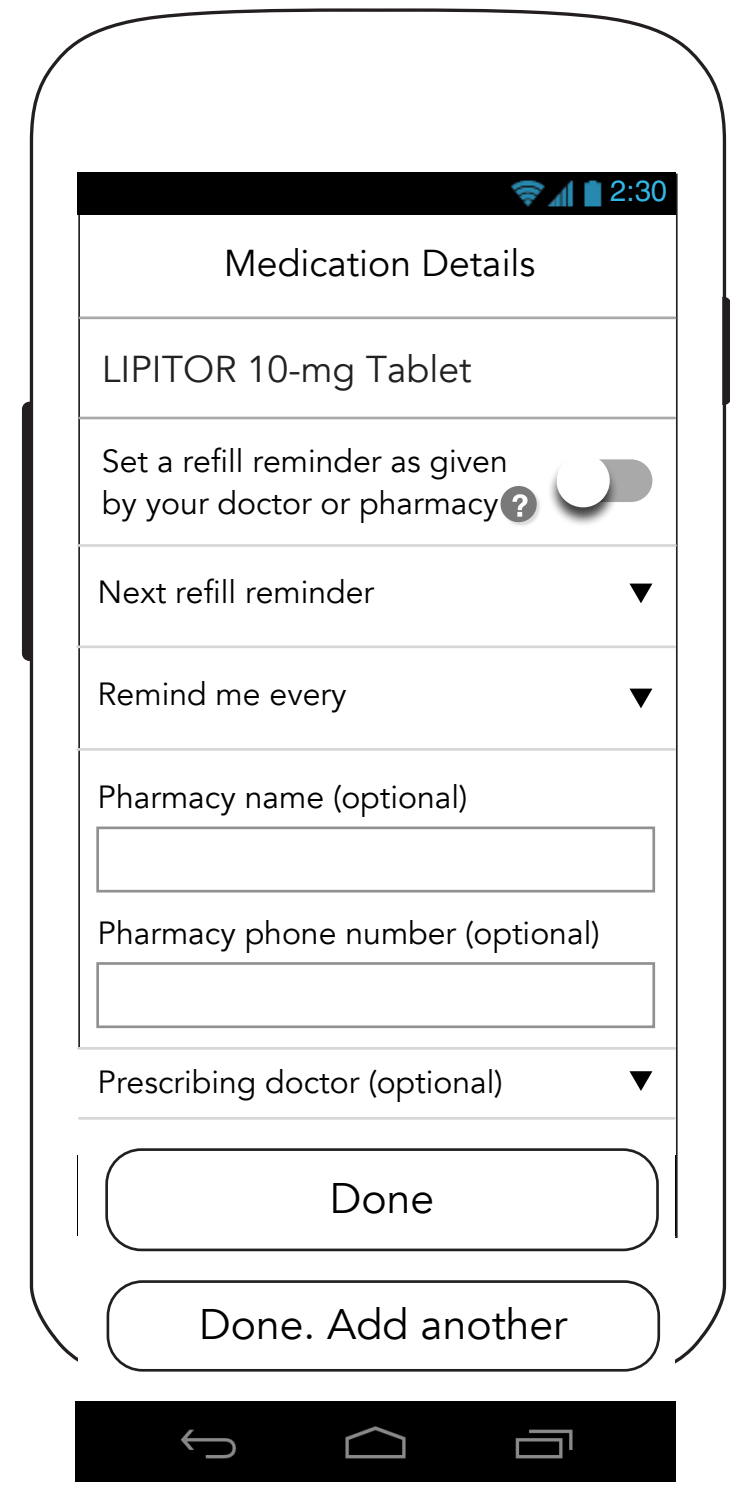 2:30
Medication Details
LIPITOR 10-mg Tablet
Set a refill reminder as given
by your doctor or pharmacy ?
Next refill reminder
Remind me every
Pharmacy name (optional)
Pharmacy phone number (optional)
Prescribing doctor (optional)
Done
Done. Add another